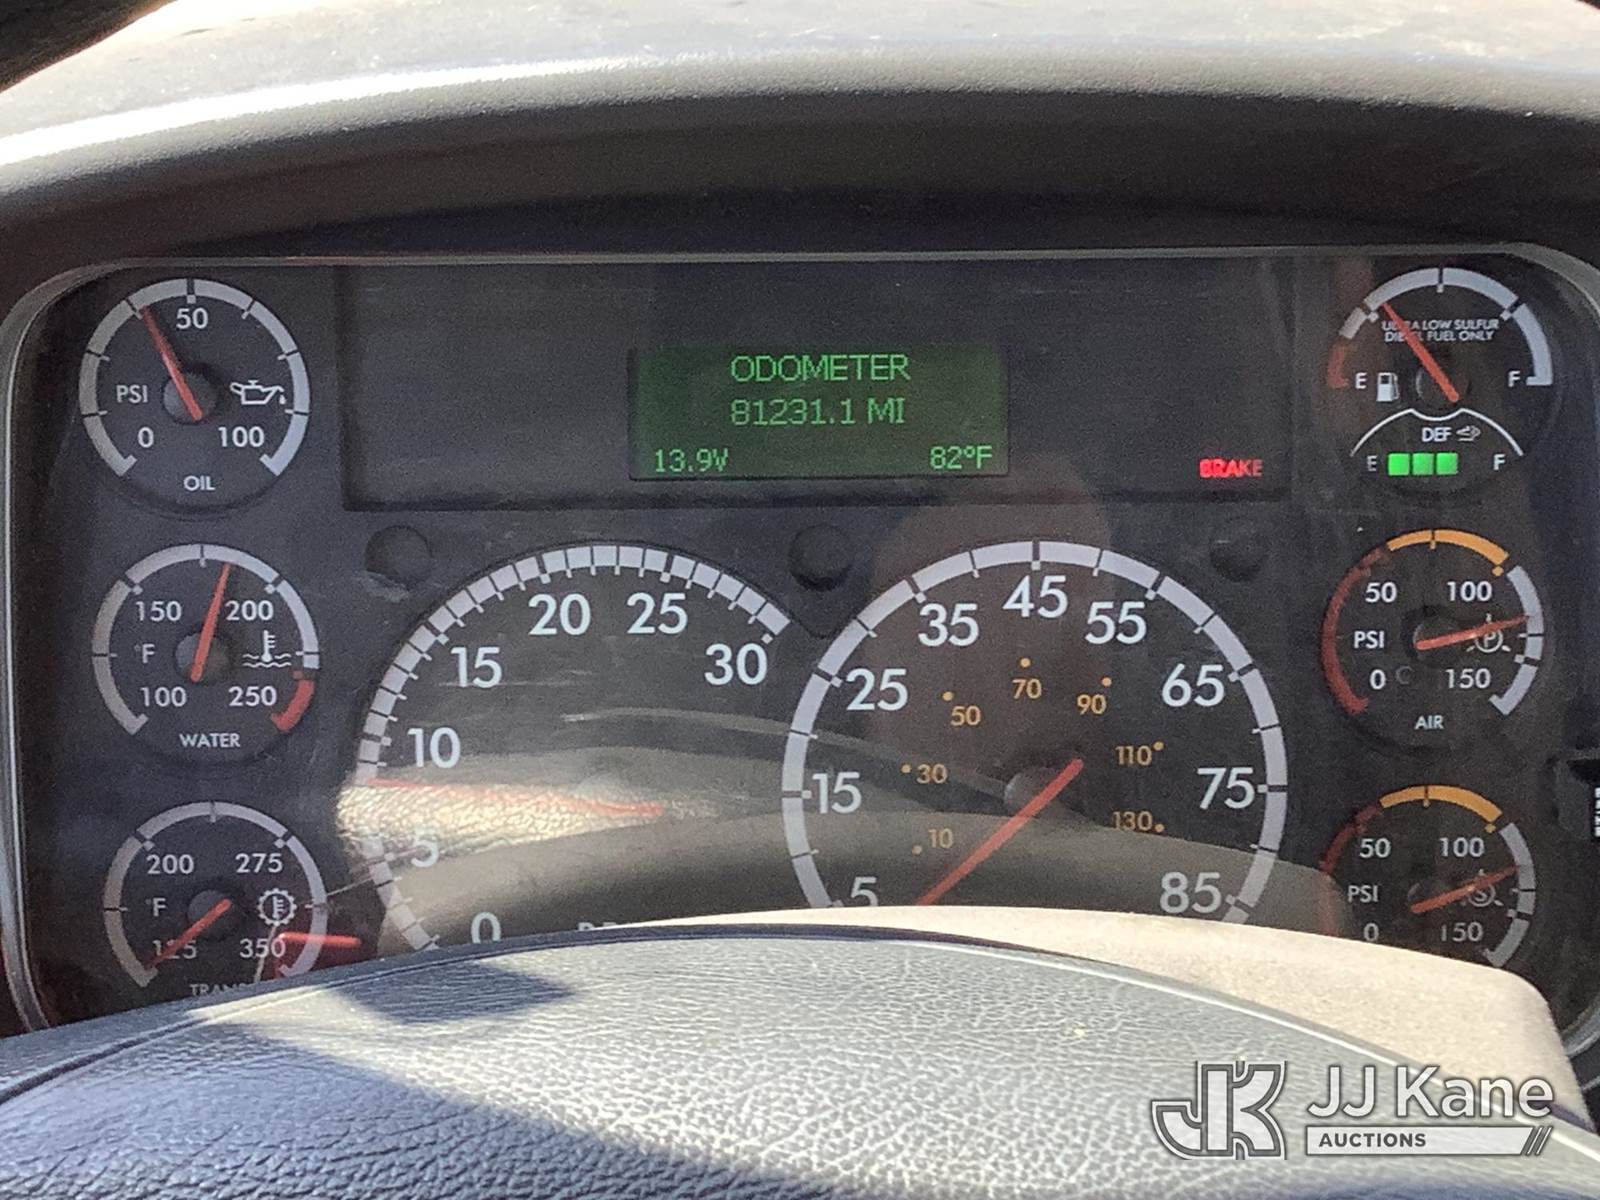 50
PSI
0 100
OIL
ODOMETER
81231.1 MI
13.9V 82°F
BRAKE
ULTRA LOW SULFUR
DIESEL FUEL ONLY
E F
DEF
E F
150 200
°F
100 250
WATER
0 5 10 15 20 25 30
5 15 25 35 45 55 65 75 85
10 30 50 70 90 110 130
50 100
PSI P
0 150
AIR
200 275
°F
125 350
50 100
PSI S
0 150
JJ Kane
AUCTIONS